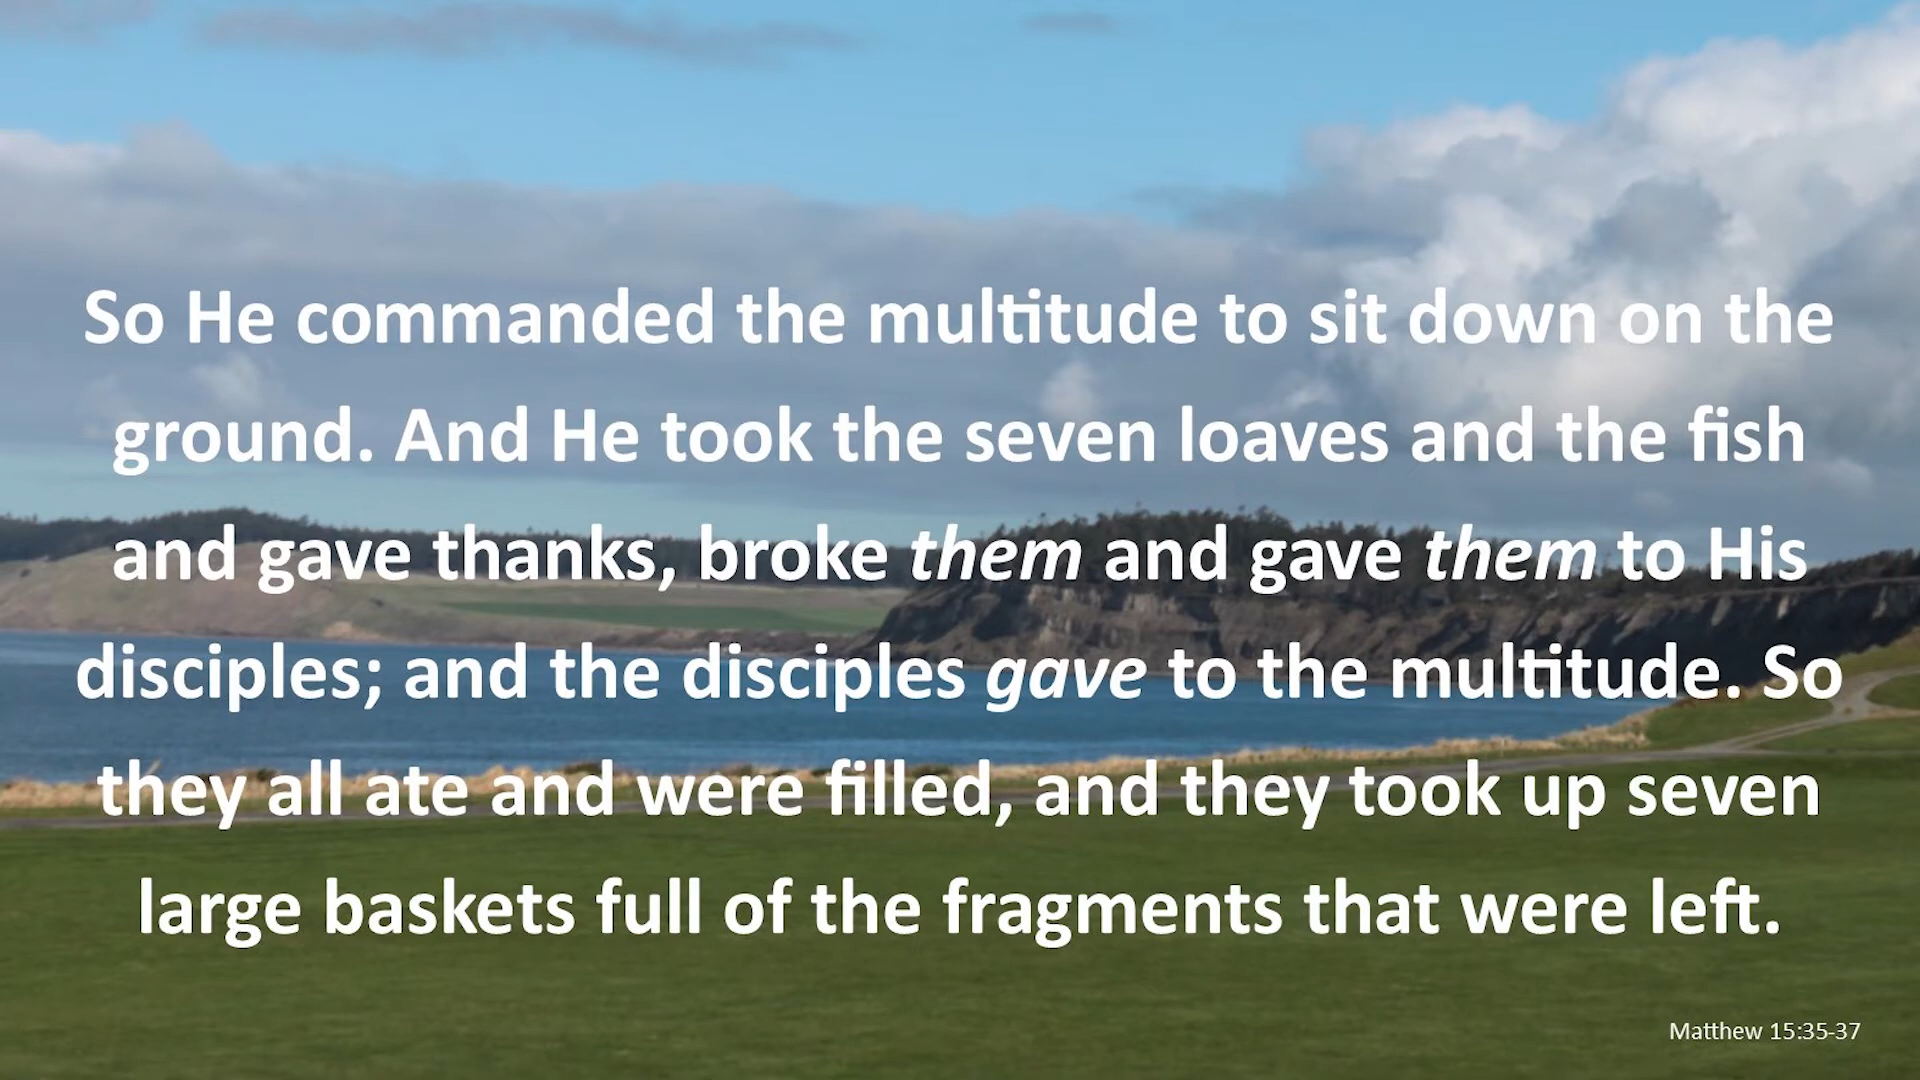 So He commanded the multitude to sit down on the
ground. And He took the seven loaves and the fish
and gave thanks, broke them and gave them to His
disciples; and the disciples gave to the multitude. So
they all ate and were filled, and they took up seven
large baskets full of the fragments that were left.
Matthew 15:35-37